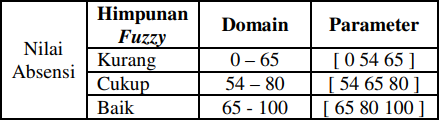 Nilai Absensi
Himpunan Fuzzy
Domain
Parameter
Kurang
0 – 65
[ 0 54 65 ]
Cukup
54 – 80
[ 54 65 80 ]
Baik
65 - 100
[ 65 80 100 ]